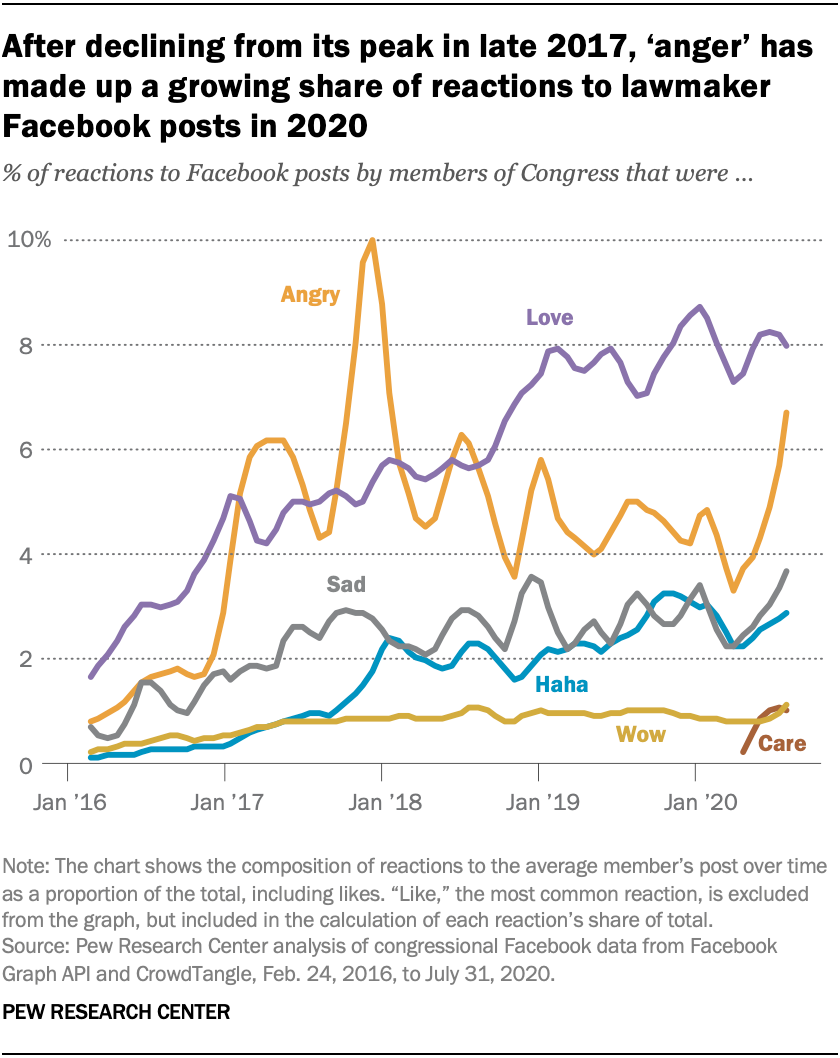 After declining from its peak in late 2017, ‘anger’ has
made up a growing share of reactions to lawmaker
Facebook posts in 2020
% of reactions to Facebook posts by members of Congress that were ...
10%
Angry
Love
8
6
4
Sad
2
Haha
Wow
Care
0
Jan ’16
Jan ’17
Jan ’18
Jan ’19
Jan ’20
Note: The chart shows the composition of reactions to the average member’s post over time
as a proportion of the total, including likes. “Like,” the most common reaction, is excluded
from the graph, but included in the calculation of each reaction’s share of total.
Source: Pew Research Center analysis of congressional Facebook data from Facebook
Graph API and CrowdTangle, Feb. 24, 2016, to July 31, 2020.
PEW RESEARCH CENTER